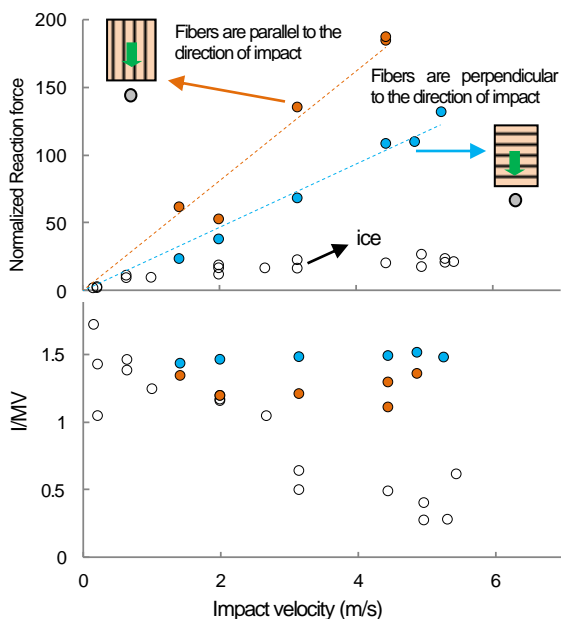 200
150
100
50
0
Normalized Reaction force
Fibers are parallel to the
direction of impact
Fibers are perpendicular
to the direction of impact
ice
1.5
1
1.5
0
I/MV
0
2
4
6
Impact velocity (m/s)